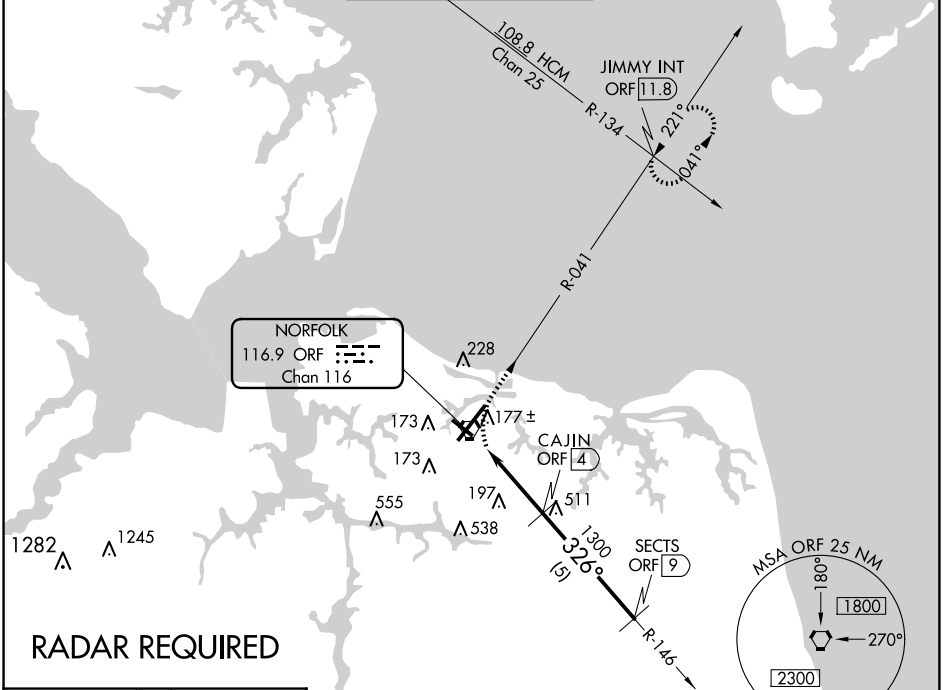 108.8 HCM
Chan 25
R-134
JIMMY INT
ORF 11.8
221°
041°
R-041
NORFOLK
116.9 ORF
Chan 116
228
173
177 ±
173
CAJIN
ORF 4
197
511
555
538
1282
1245
1300
326°
(5)
SECTS
ORF 9
R-146
RADAR REQUIRED
MSA ORF 25 NM
180°
1800
270°
2300